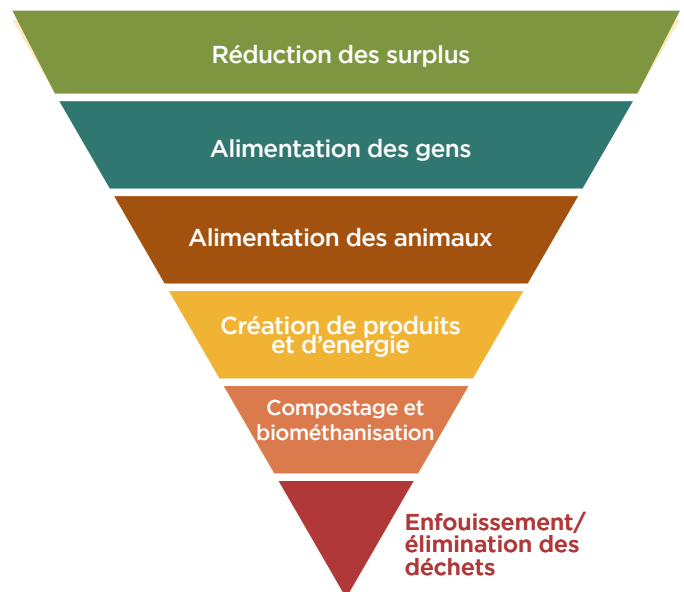 Réduction des surplus
Alimentation des gens
Alimentation des animaux
Création de produits
et d'energie
Compostage et
biométhanisation
Enfouissement/
élimination des
déchets